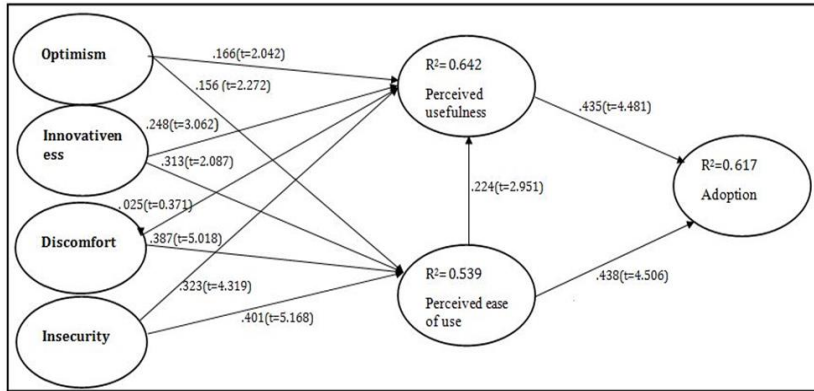 Optimism
.166(t=2.042)
.156 (t=2.272)
Innovativen
ess
.248(t=3.062)
.313(t=2.087)
. 025(t=0.371)
Discomfort
.387(t=5.018)
.323(t=4.319)
Insecurity
.401(t=5.168)
R²= 0.642
Perceived
usefulness
.435(t=4.481)
.224(t=2.951)
R²=0.617
Adoption
R²= 0.539
Perceived ease
of use
.438(t=4.506)